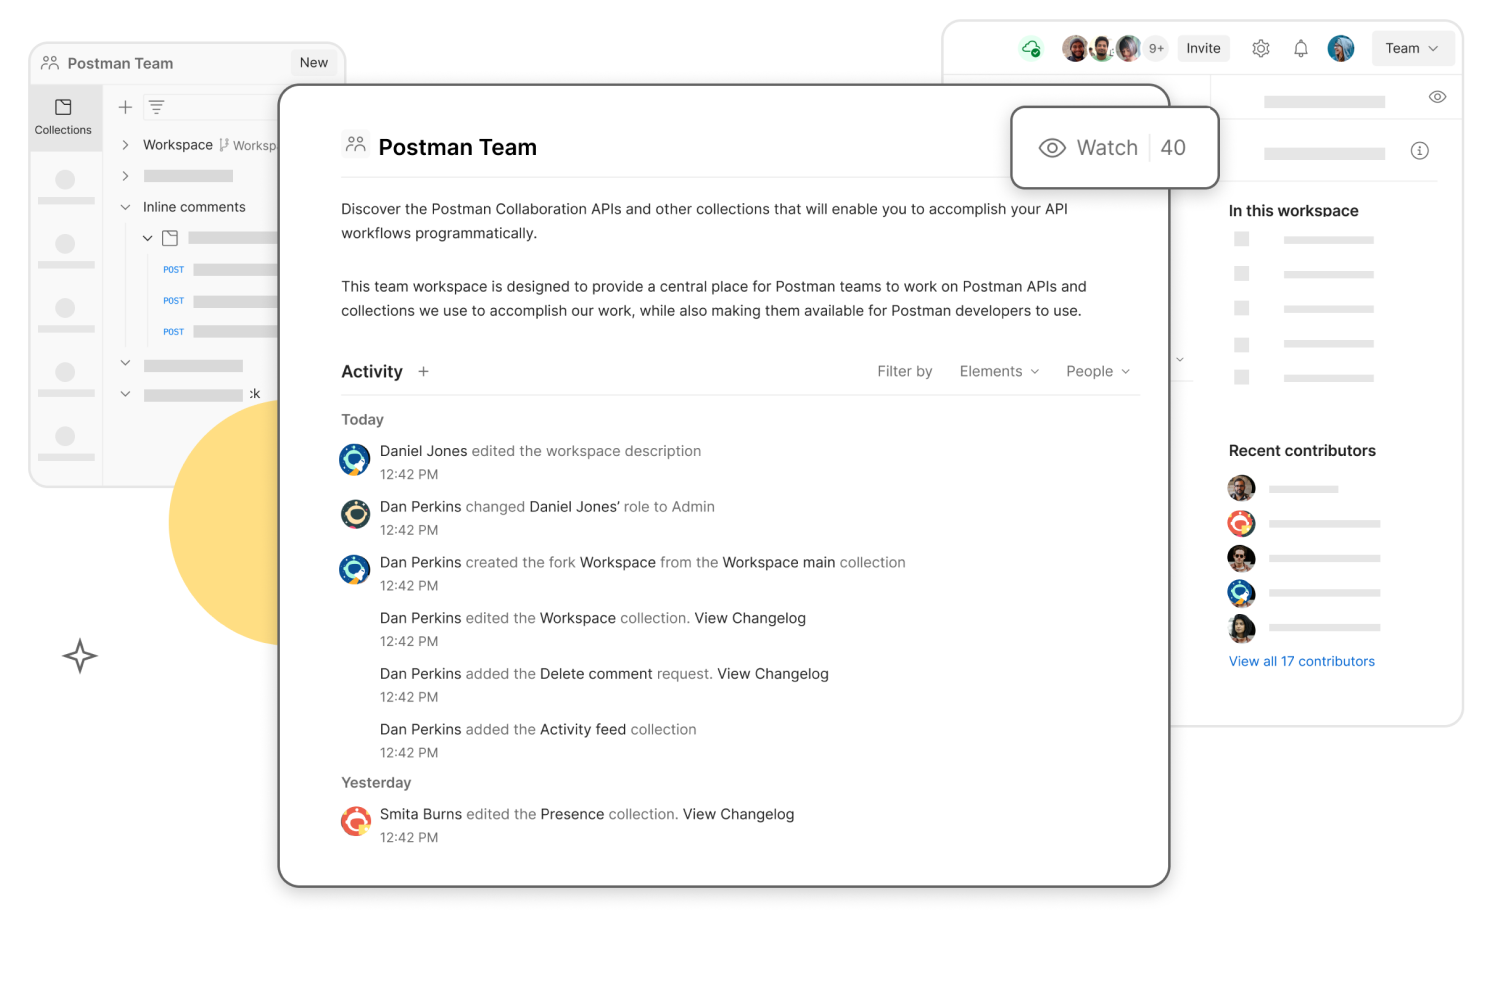 Postman Team
New
Collections
Workspace
Worksp
Inline comments
POST
POST
POST
:k
9+
Invite
Team
Postman Team
Watch 40
Discover the Postman Collaboration APIs and other collections that will enable you to accomplish your API
workflows programmatically.
This team workspace is designed to provide a central place for Postman teams to work on Postman APIs and
collections we use to accomplish our work, while also making them available for Postman developers to use.
Activity +
Filter by Elements People
Today
Daniel Jones edited the workspace description
12:42 PM
Dan Perkins changed Daniel Jones’ role to Admin
12:42 PM
Dan Perkins created the fork Workspace from the Workspace main collection
12:42 PM
Dan Perkins edited the Workspace collection. View Changelog
12:42 PM
Dan Perkins added the Delete comment request. View Changelog
12:42 PM
Dan Perkins added the Activity feed collection
12:42 PM
Yesterday
Smita Burns edited the Presence collection. View Changelog
12:42 PM
In this workspace
Recent contributors
View all 17 contributors